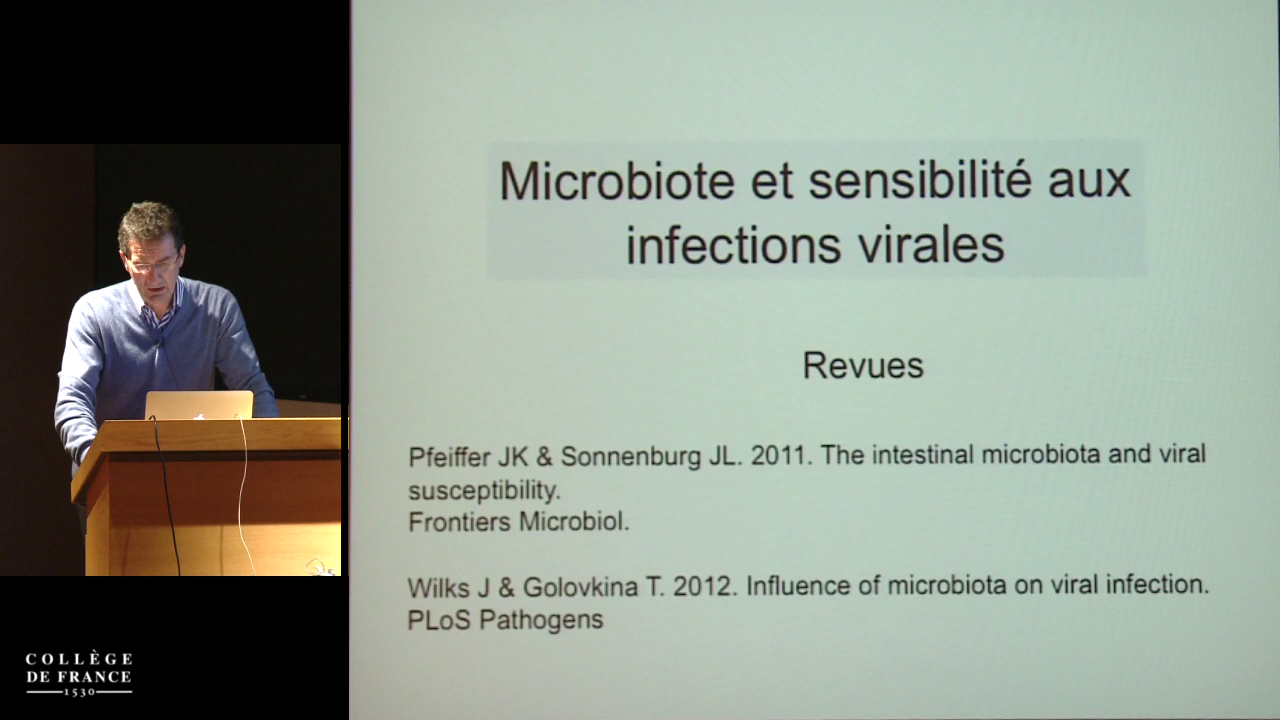 Microbiote et sensibilité aux
infections virales
Revues
Pfeiffer JK & Sonnenburg JL. 2011. The intestinal microbiota and viral
susceptibility.
Frontiers Microbiol.
Wilks J & Golovkina T. 2012. Influence of microbiota on viral infection.
PLoS Pathogens
COLLÈGE
DE FRANCE
1530